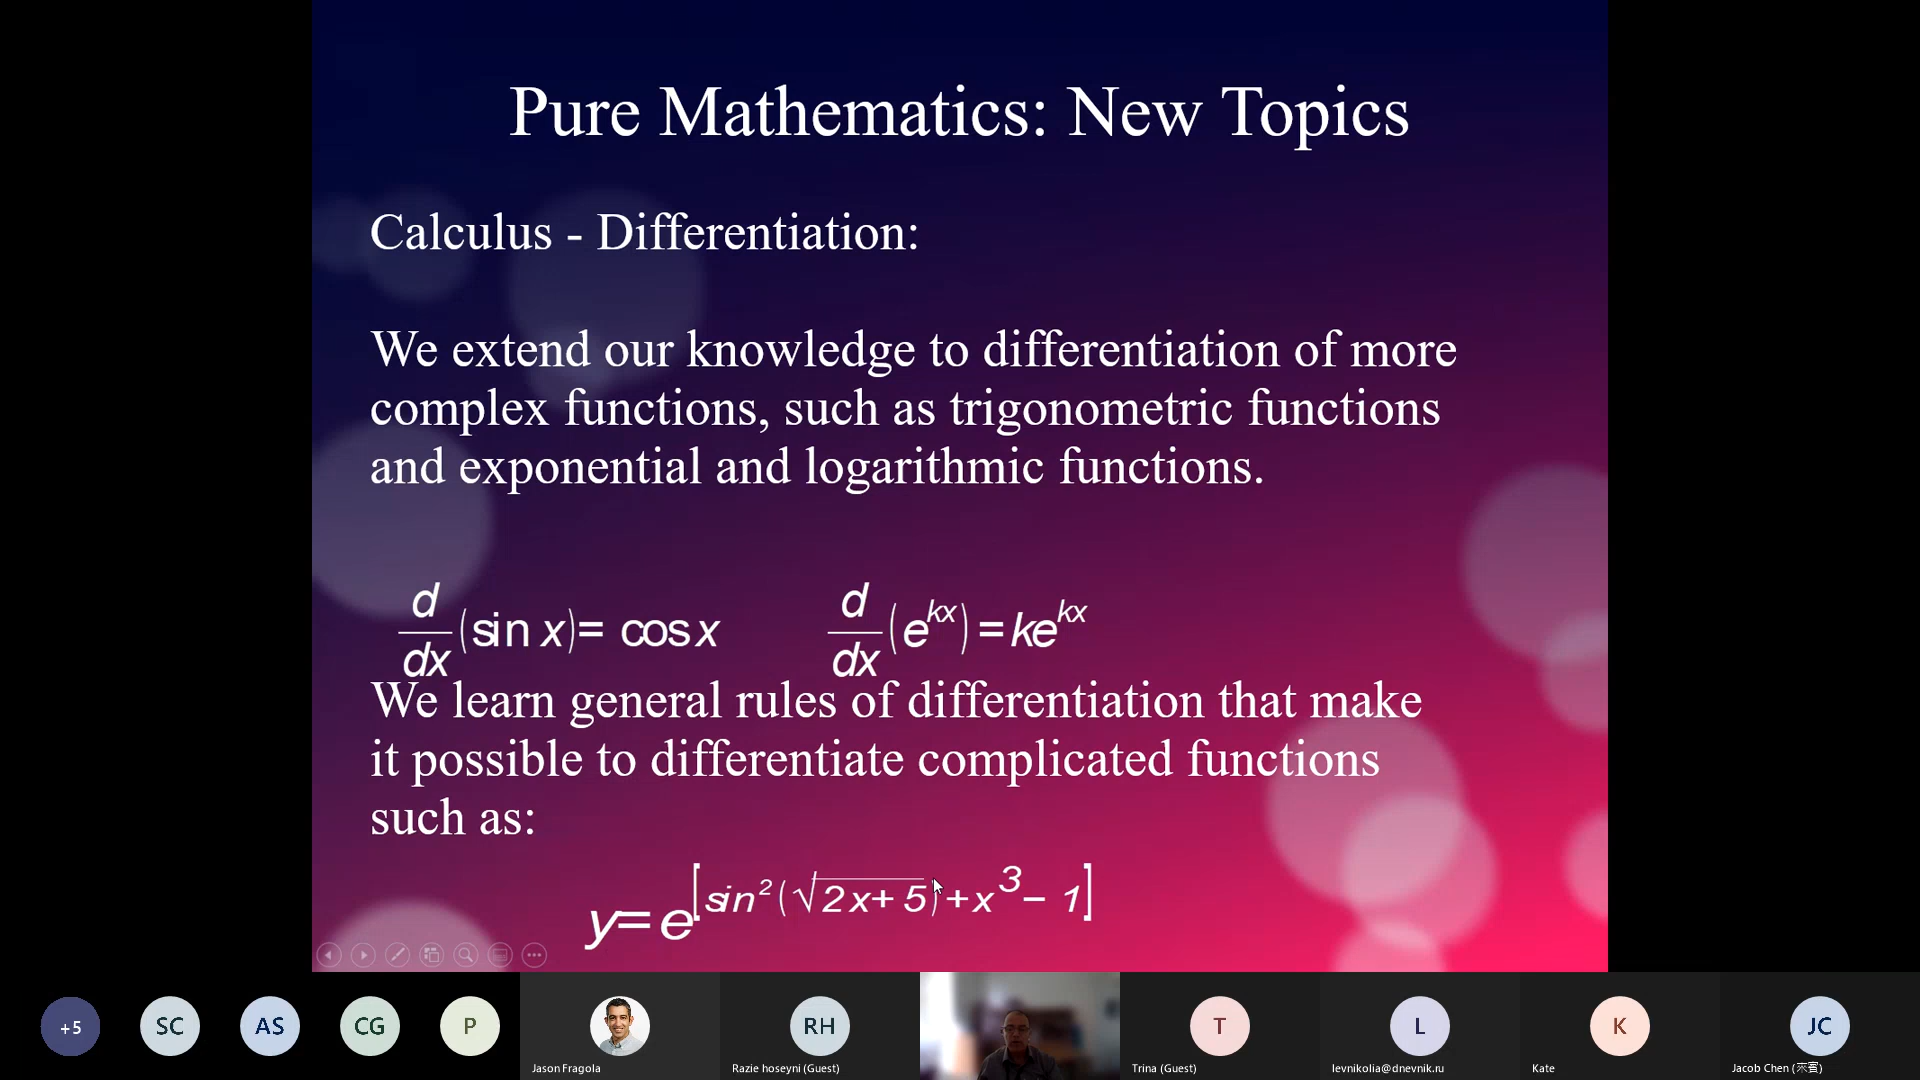 Pure Mathematics: New Topics
Calculus - Differentiation:
We extend our knowledge to differentiation of more
complex functions, such as trigonometric functions
and exponential and logarithmic functions.
d/dx (sin x) = cos x    d/dx (e^{kx}) = ke^{kx}
We learn general rules of differentiation that make
it possible to differentiate complicated functions
such as:
y = e^{[sin²(√(2x+5))+x³−1]}
+5 SC AS CG P RH T L K JC
Jason Fragola Razie hoseyni (Guest) Trina (Guest) levnikolia@dnevnik.ru Kate Jacob Chen (來賓)